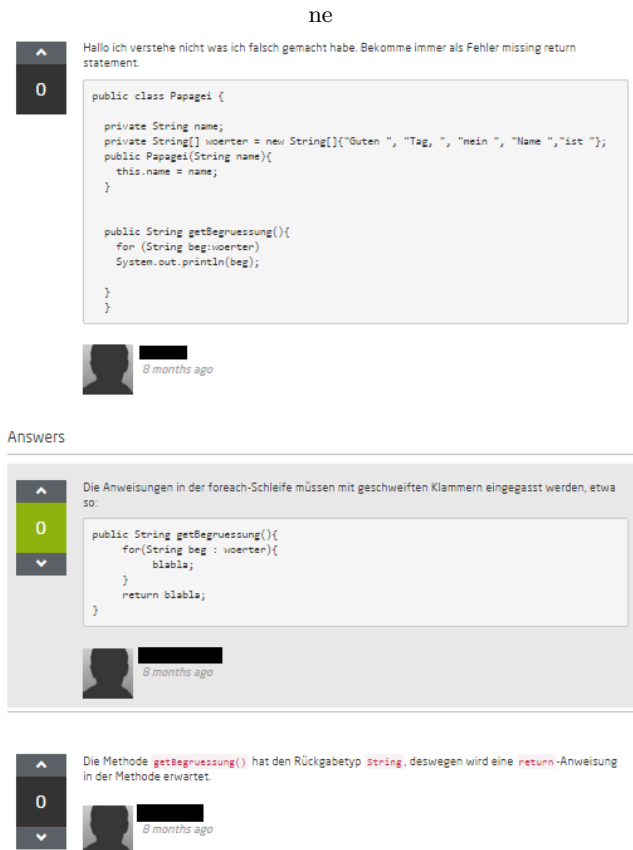 ne
Hallo ich verstehe nicht was ich falsch gemacht habe. Bekomme immer als Fehler missing return
statement.
0
public class Papagei {
private String name;
private String[] woerter = new String[]{"Guten ", "Tag, ", "mein ", "Name ","ist "};
public Papagei(String name){
this.name = name;
}
public String getBegruessung(){
for (String beg:woerter)
System.out.println(beg);
}
}
8 months ago
Answers
Die Anweisungen in der foreach-Schleife müssen mit geschweiften Klammern eingegasst werden, etwa
so:
0
public String getBegruessung(){
for(String beg : woerter){
blabla;
}
return blabla;
}
8 months ago
Die Methode getBegruessung() hat den Rückgabetyp String, deswegen wird eine return-Anweisung
in der Methode erwartet.
0
8 months ago